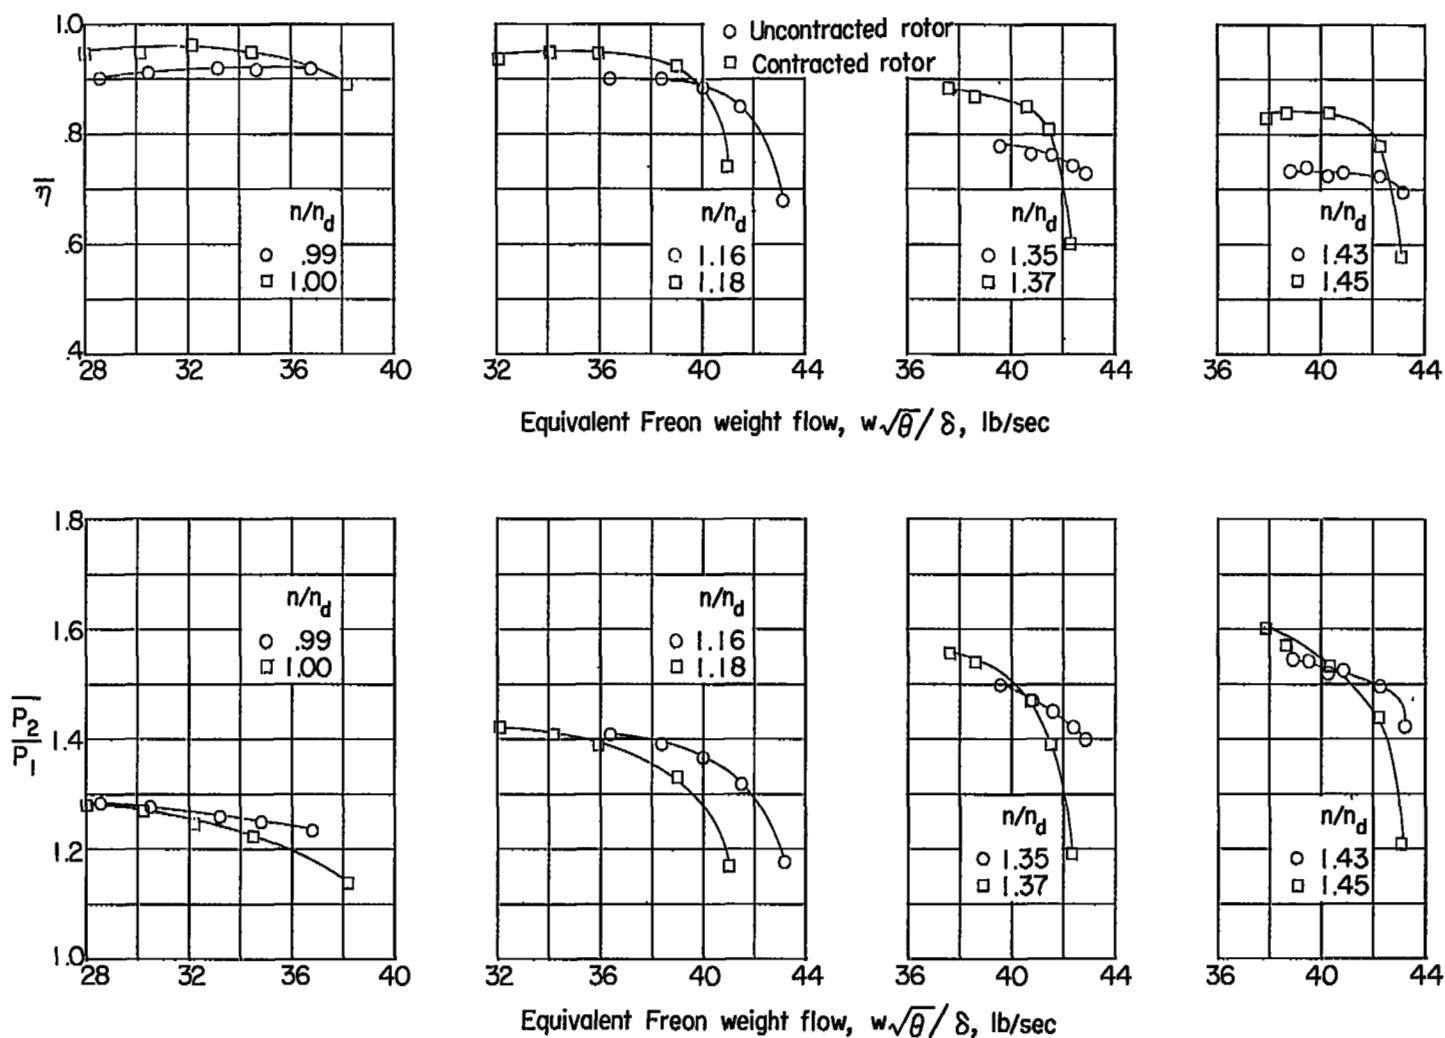 ○ Uncontracted rotor
□ Contracted rotor
1.0
.8
η̅
.6
.4
n/n_d
○ .99
□ 1.00
n/n_d
○ 1.16
□ 1.18
n/n_d
○ 1.35
□ 1.37
n/n_d
○ 1.43
□ 1.45
28 32 36 40
32 36 40 44
36 40 44
36 40 44
Equivalent Freon weight flow, w√θ/δ, lb/sec
1.8
1.6
P₂
P₁
1.4
1.2
1.0
n/n_d
○ .99
□ 1.00
n/n_d
○ 1.16
□ 1.18
n/n_d
○ 1.35
□ 1.37
n/n_d
○ 1.43
□ 1.45
28 32 36 40
32 36 40 44
36 40 44
36 40 44
Equivalent Freon weight flow, w√θ/δ, lb/sec